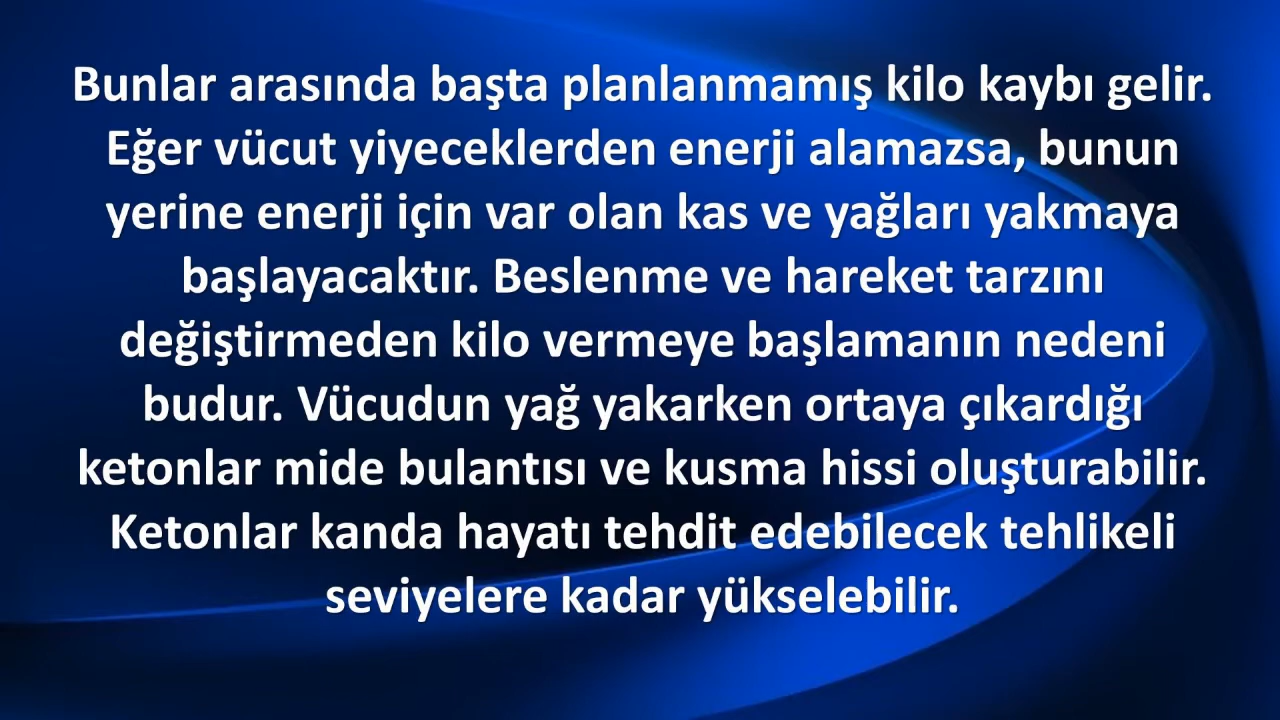 Bunlar arasında başta planlanmamış kilo kaybı gelir.
Eğer vücut yiyeceklerden enerji alamazsa, bunun
yerine enerji için var olan kas ve yağları yakmaya
başlayacaktır. Beslenme ve hareket tarzını
değiştirmeden kilo vermeye başlamanın nedeni
budur. Vücudun yağ yakarken ortaya çıkardığı
ketonlar mide bulantısı ve kusma hissi oluşturabilir.
Ketonlar kanda hayatı tehdit edebilecek tehlikeli
seviyelere kadar yükselebilir.